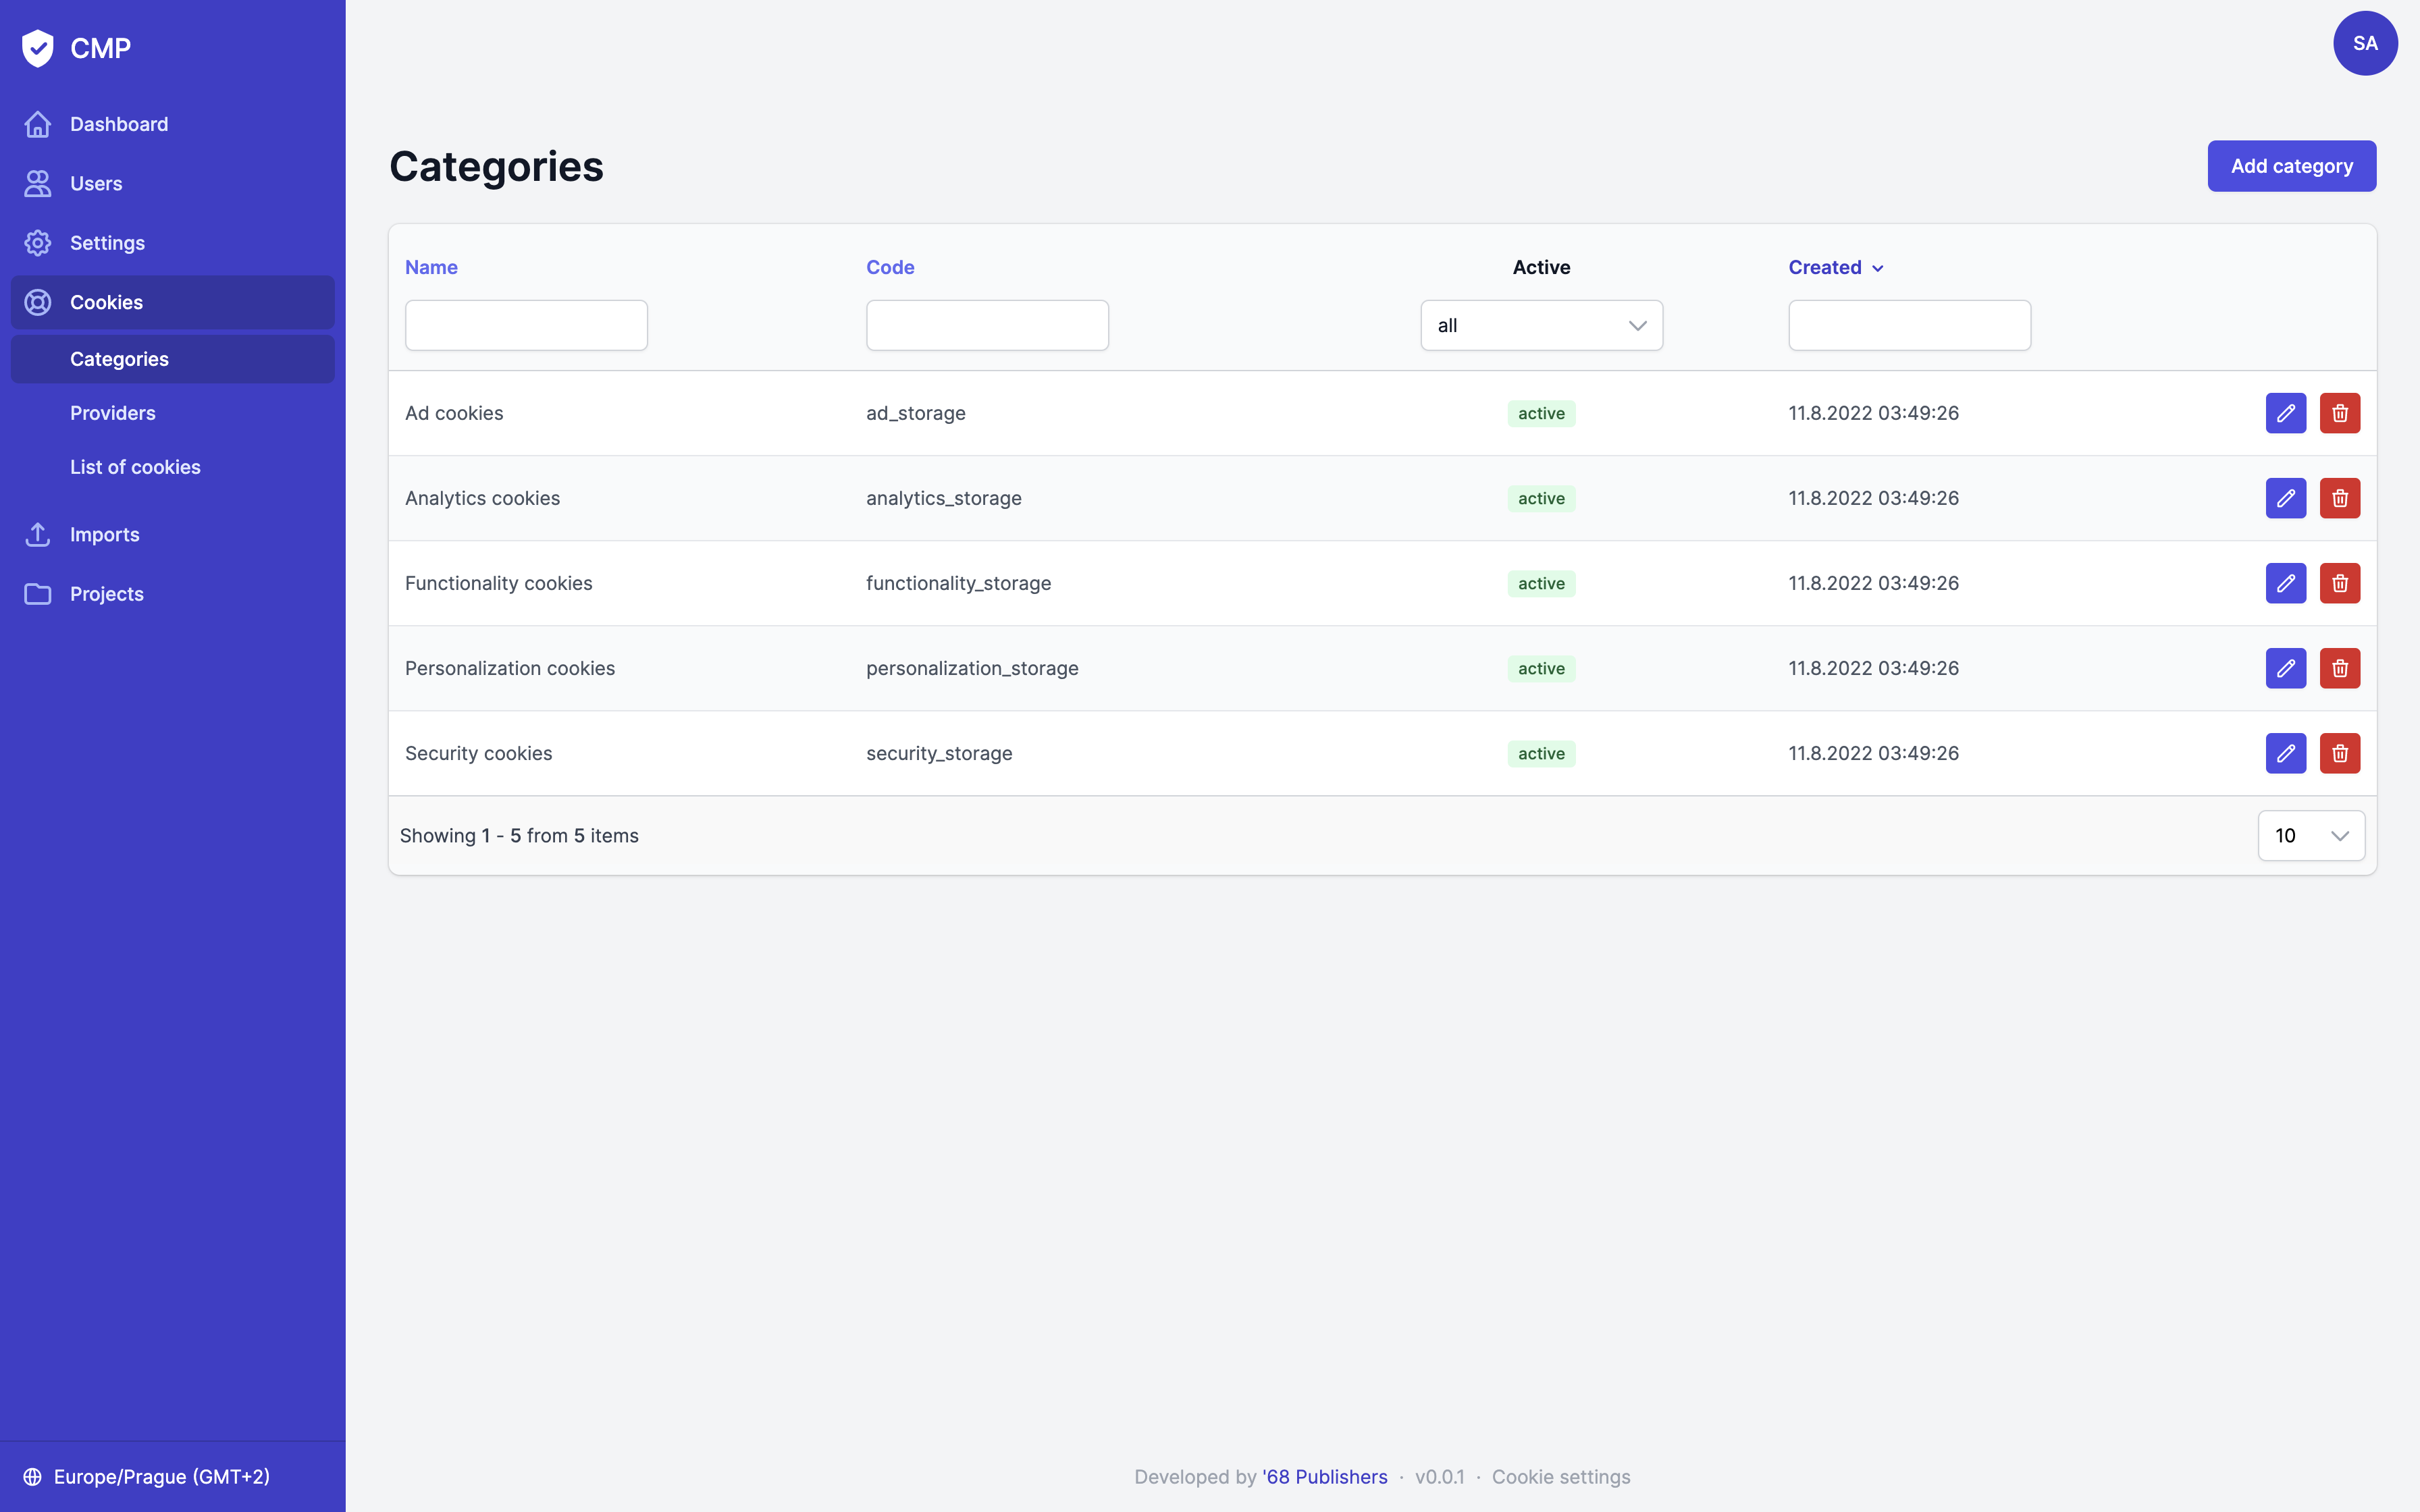 CMP
SA
Dashboard
Users
Settings
Cookies
Categories
Providers
List of cookies
Imports
Projects
Europe/Prague (GMT+2)
Categories
Add category
Name Code Active Created
all
Ad cookies ad_storage active 11.8.2022 03:49:26
Analytics cookies analytics_storage active 11.8.2022 03:49:26
Functionality cookies functionality_storage active 11.8.2022 03:49:26
Personalization cookies personalization_storage active 11.8.2022 03:49:26
Security cookies security_storage active 11.8.2022 03:49:26
Showing 1 - 5 from 5 items 10
Developed by '68 Publishers · v0.0.1 · Cookie settings